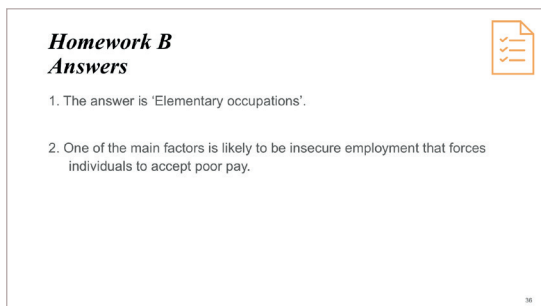 Homework B
Answers
1. The answer is ‘Elementary occupations’.
2. One of the main factors is likely to be insecure employment that forces
individuals to accept poor pay.
36